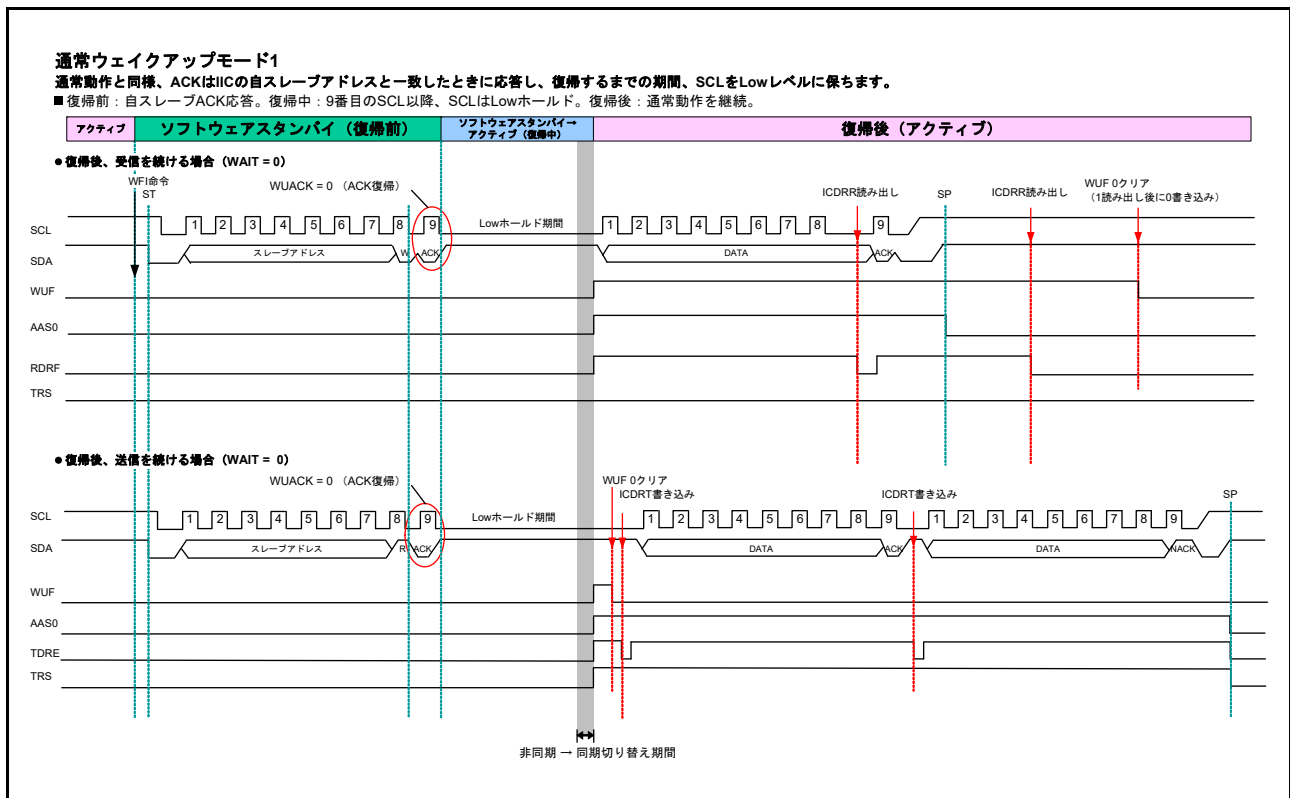 通常ウェイクアップモード1
通常動作と同様、ACKはIICの自スレーブアドレスと一致したときに応答し、復帰するまでの期間、SCLをLowレベルに保ちます。
■復帰前：自スレーブACK応答。復帰中：9番目のSCL以降、SCLはLowホールド。復帰後：通常動作を継続。
アクティブ
ソフトウェアスタンバイ（復帰前）
ソフトウェアスタンバイ→
アクティブ（復帰中）
復帰後（アクティブ）
●復帰後、受信を続ける場合（WAIT = 0）
WFI命令
ST
WUACK = 0 （ACK復帰）
ICDRR読み出し
SP
ICDRR読み出し
WUF 0クリア
（1読み出し後に0書き込み）
SCL
1 2 3 4 5 6 7 8 9
Lowホールド期間
1 2 3 4 5 6 7 8 9
SDA
スレーブアドレス
W
ACK
DATA
ACK
WUF
AAS0
RDRF
TRS
●復帰後、送信を続ける場合（WAIT = 0）
WUACK = 0 （ACK復帰）
WUF 0クリア
ICDRT書き込み
ICDRT書き込み
SP
SCL
1 2 3 4 5 6 7 8 9
Lowホールド期間
1 2 3 4 5 6 7 8 9
1 2 3 4 5 6 7 8 9
SDA
スレーブアドレス
R
ACK
DATA
ACK
DATA
NACK
WUF
AAS0
TDRE
TRS
非同期 → 同期切り替え期間